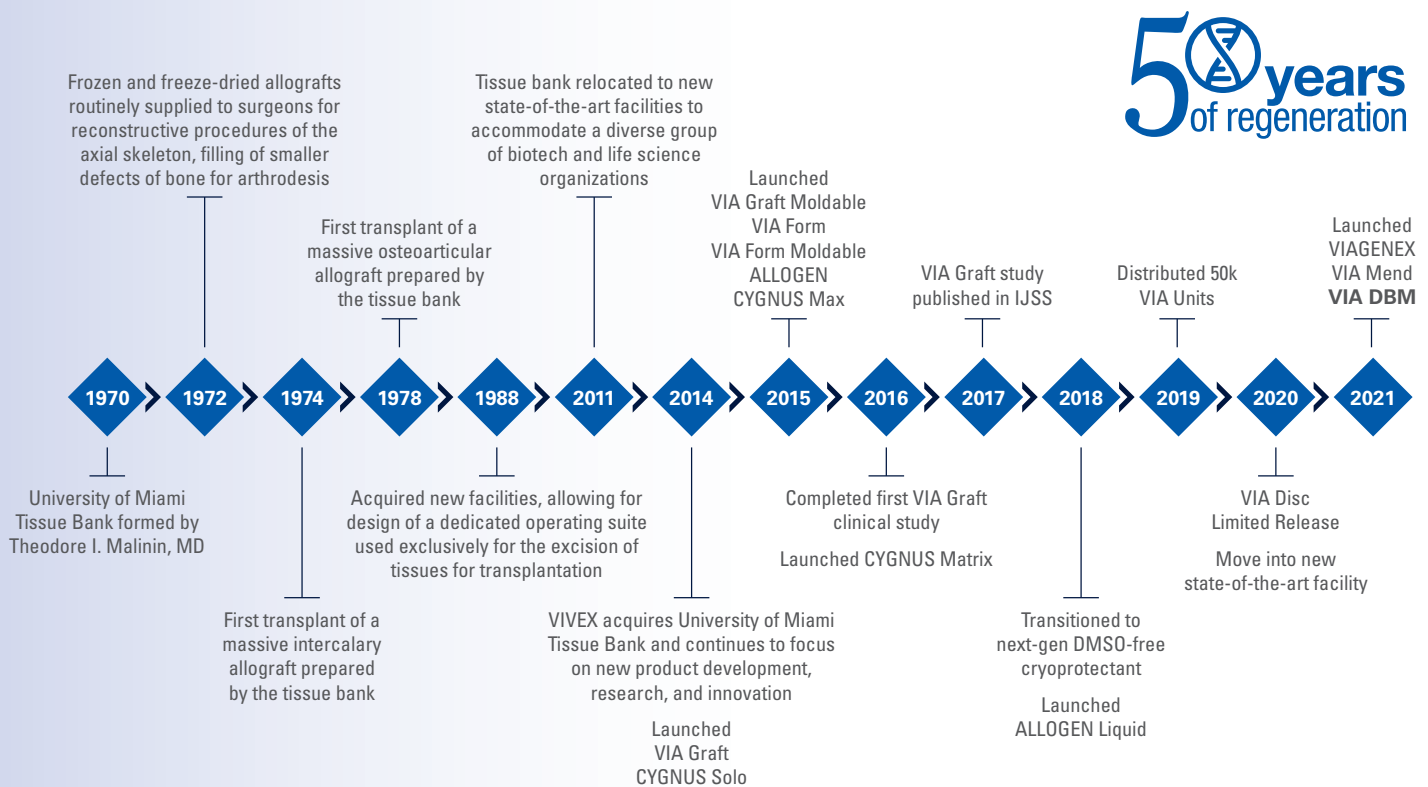 50 years
of regeneration
Frozen and freeze-dried allografts
routinely supplied to surgeons for
reconstructive procedures of the
axial skeleton, filling of smaller
defects of bone for arthrodesis
First transplant of a
massive osteoarticular
allograft prepared by
the tissue bank
Tissue bank relocated to new
state-of-the-art facilities to
accommodate a diverse group
of biotech and life science
organizations
Launched
VIA Graft Moldable
VIA Form
VIA Form Moldable
ALLOGEN
CYGNUS Max
VIA Graft study
published in IJSS
Distributed 50k
VIA Units
Launched
VIAGENEX
VIA Mend
VIA DBM
1970
1972
1974
1978
1988
2011
2014
2015
2016
2017
2018
2019
2020
2021
University of Miami
Tissue Bank formed by
Theodore I. Malinin, MD
First transplant of a
massive intercalary
allograft prepared
by the tissue bank
Acquired new facilities, allowing for
design of a dedicated operating suite
used exclusively for the excision of
tissues for transplantation
VIVEX acquires University of Miami
Tissue Bank and continues to focus
on new product development,
research, and innovation
Launched
VIA Graft
CYGNUS Solo
Completed first VIA Graft
clinical study
Launched CYGNUS Matrix
Transitioned to
next-gen DMSO-free
cryoprotectant
Launched
ALLOGEN Liquid
VIA Disc
Limited Release
Move into new
state-of-the-art facility